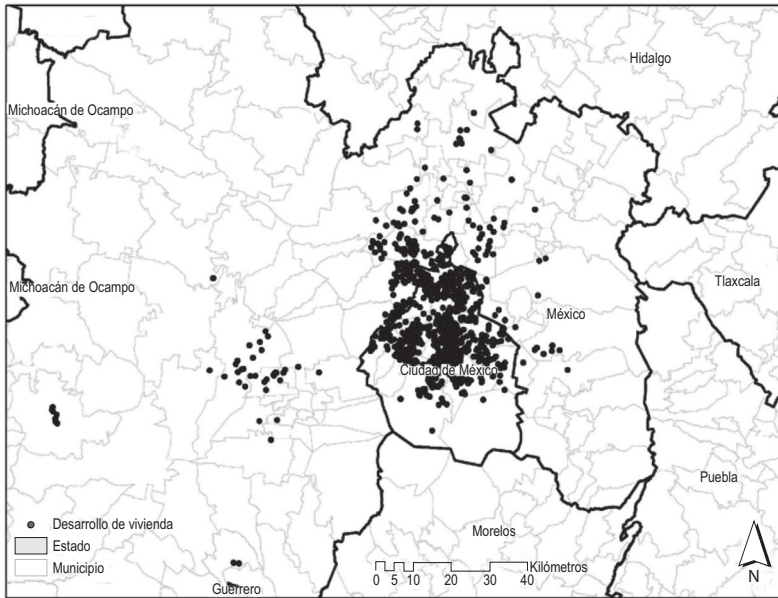 Hidalgo
Michoacán de Ocampo
Tlaxcala
Michoacán de Ocampo
México
Ciudad de México
Puebla
Desarrollo de vivienda
Morelos
Estado
Kilómetros
Municipio
0 5 10 20 30 40
N
Guerrero